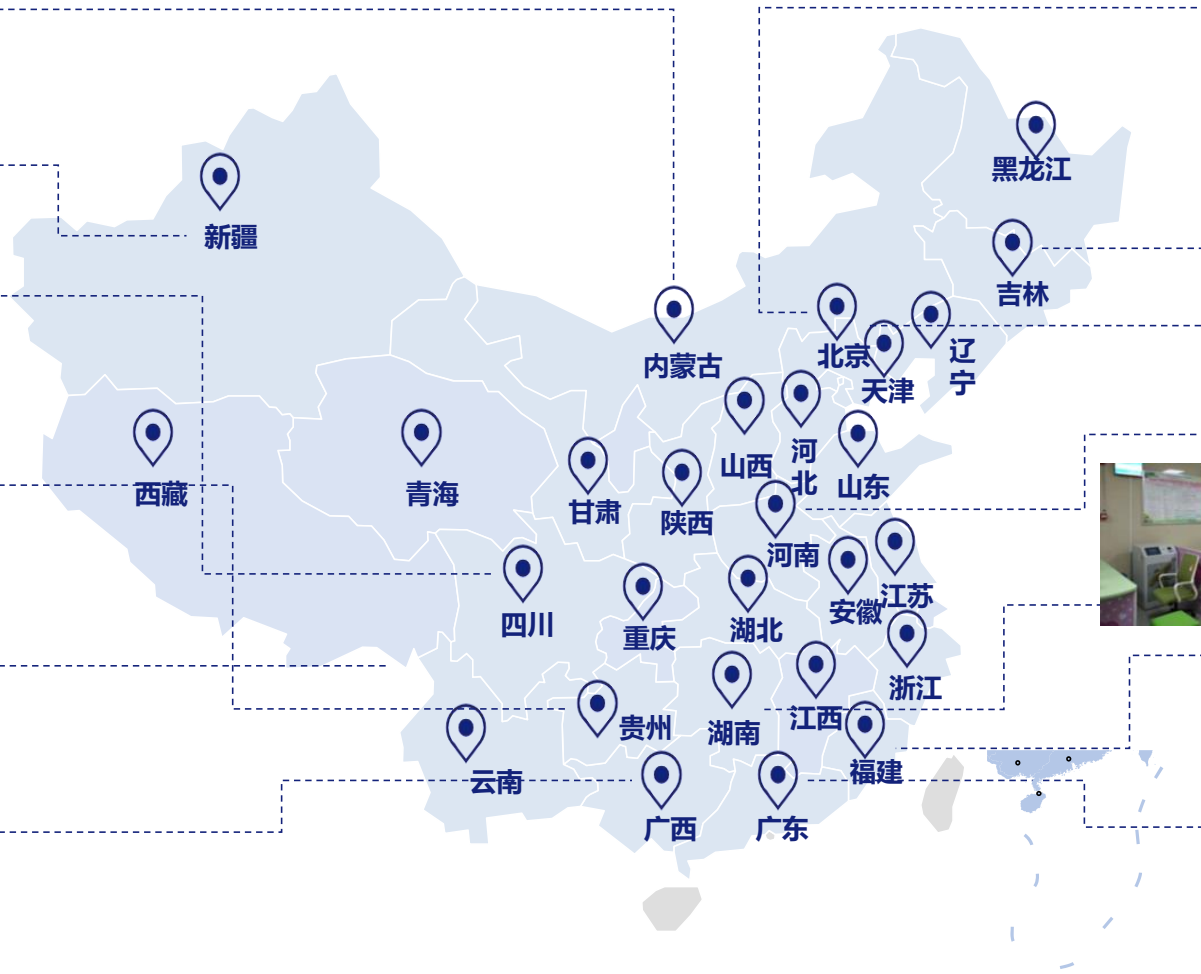 黑龙江
新疆
吉林
内蒙古
北京
辽
宁
天津
山西
河
北
山东
西藏
青海
甘肃
陕西
河南
安徽
江苏
四川
重庆
湖北
浙江
贵州
湖南
江西
云南
福建
广西
广东